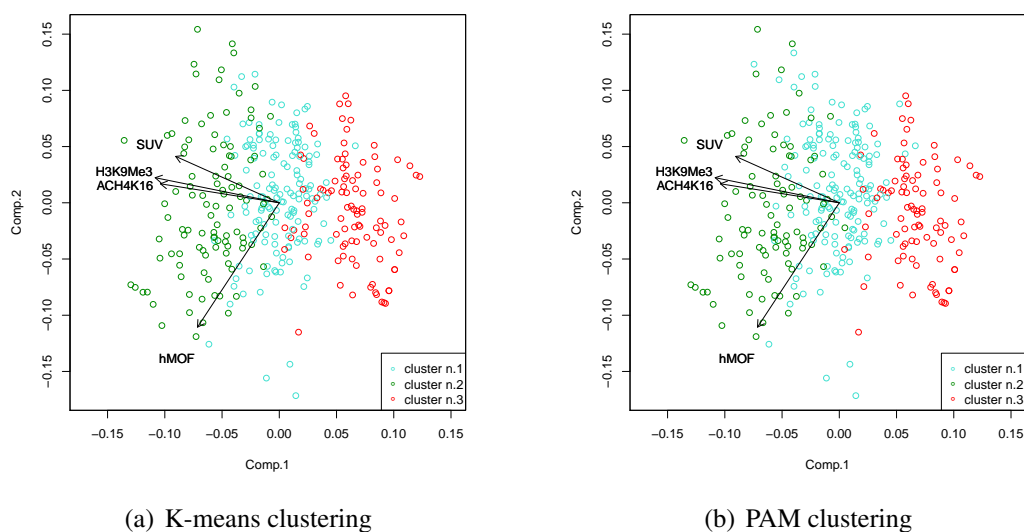 0.15
0.10
0.05
0.00
−0.05
−0.10
−0.15
Comp.2
SUV
H3K9Me3
ACH4K16
hMOF
cluster n.1
cluster n.2
cluster n.3
−0.15 −0.10 −0.05 0.00 0.05 0.10 0.15
Comp.1
(a) K-means clustering
0.15
0.10
0.05
0.00
−0.05
−0.10
−0.15
Comp.2
SUV
H3K9Me3
ACH4K16
hMOF
cluster n.1
cluster n.2
cluster n.3
−0.15 −0.10 −0.05 0.00 0.05 0.10 0.15
Comp.1
(b) PAM clustering